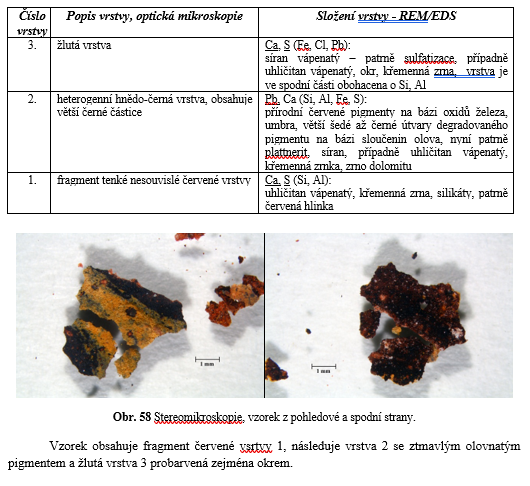 Číslo vrstvy
Popis vrstvy, optická mikroskopie
Složení vrstvy - REM/EDS
3.
žlutá vrstva
Ca, S (Fe, Cl, Pb):
síran vápenatý – patrně sulfatizace, případně
uhličitan vápenatý, okr, křemenná zrna, vrstva je
ve spodní části obohacena o Si, Al
2.
heterogenní hnědo-černá vrstva, obsahuje
větší černé částice
Pb, Ca (Si, Al, Fe, S):
přírodní červené pigmenty na bázi oxidů železa,
umbra, větší šedé až černé útvary degradovaného
pigmentu na bázi sloučenin olova, nyní patrně
plattnerit, síran, případně uhličitan vápenatý,
křemenná zrnka, zrno dolomitu
1.
fragment tenké nesouvislé červené vrstvy
Ca, S (Si, Al):
uhličitan vápenatý, křemenná zrna, silikáty, patrně
červená hlinka
1 mm
1 mm
Obr. 58 Stereomikroskopie, vzorek z pohledové a spodní strany.
Vzorek obsahuje fragment červené vsrtvy 1, následuje vrstva 2 se ztmavlým olovnatým
pigmentem a žlutá vrstva 3 probarvená zejména okrem.